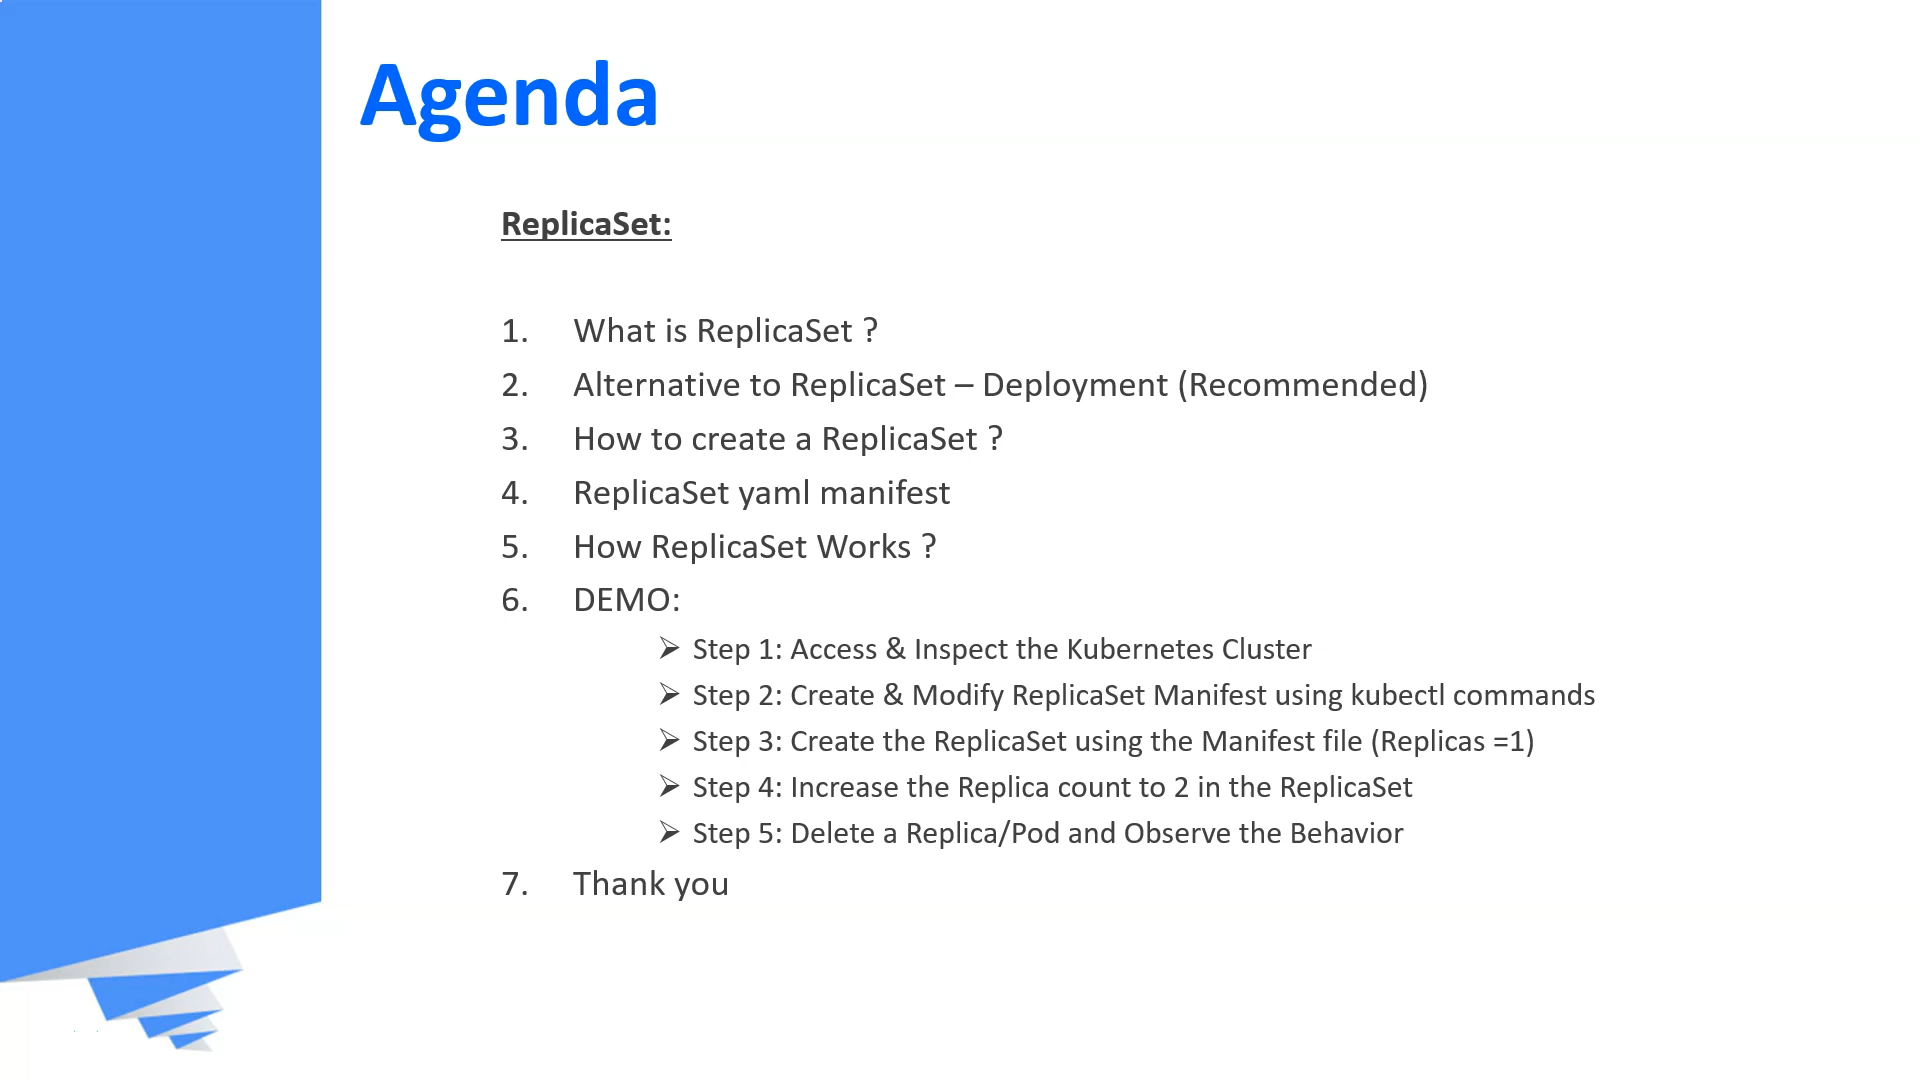 Agenda
ReplicaSet:
1. What is ReplicaSet ?
2. Alternative to ReplicaSet – Deployment (Recommended)
3. How to create a ReplicaSet ?
4. ReplicaSet yaml manifest
5. How ReplicaSet Works ?
6. DEMO:
➢ Step 1: Access & Inspect the Kubernetes Cluster
➢ Step 2: Create & Modify ReplicaSet Manifest using kubectl commands
➢ Step 3: Create the ReplicaSet using the Manifest file (Replicas =1)
➢ Step 4: Increase the Replica count to 2 in the ReplicaSet
➢ Step 5: Delete a Replica/Pod and Observe the Behavior
7. Thank you